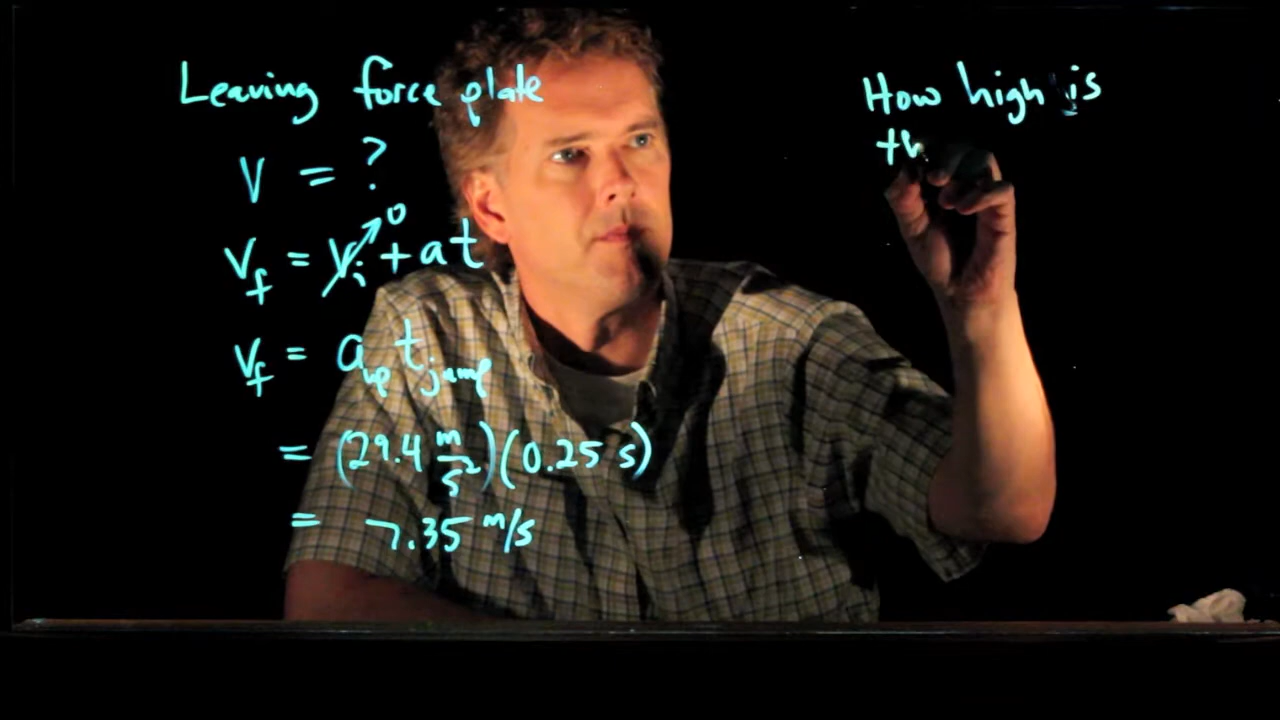 Leaving force plate
V = ?
V_f = V_i↗0 + at
V_f = a_up t_jump
= (29.4 m/s²)(0.25 s)
= 7.35 m/s
How high is
th